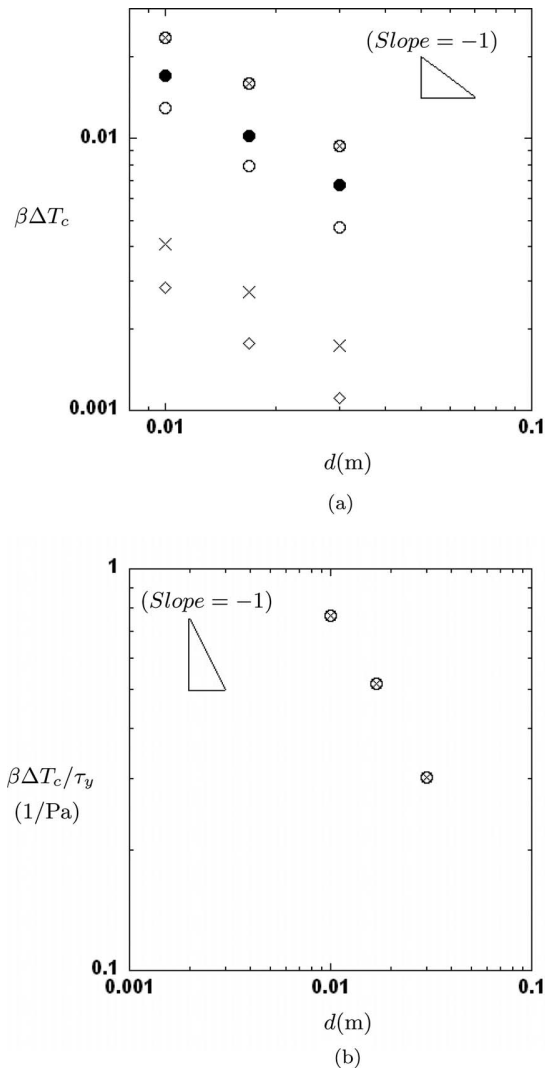 (Slope = −1)
0.01
βΔT_c
0.001
0.01
0.1
d(m)
(a)
1
(Slope = −1)
βΔT_c/τ_y
(1/Pa)
0.1
0.001
0.01
0.1
d(m)
(b)